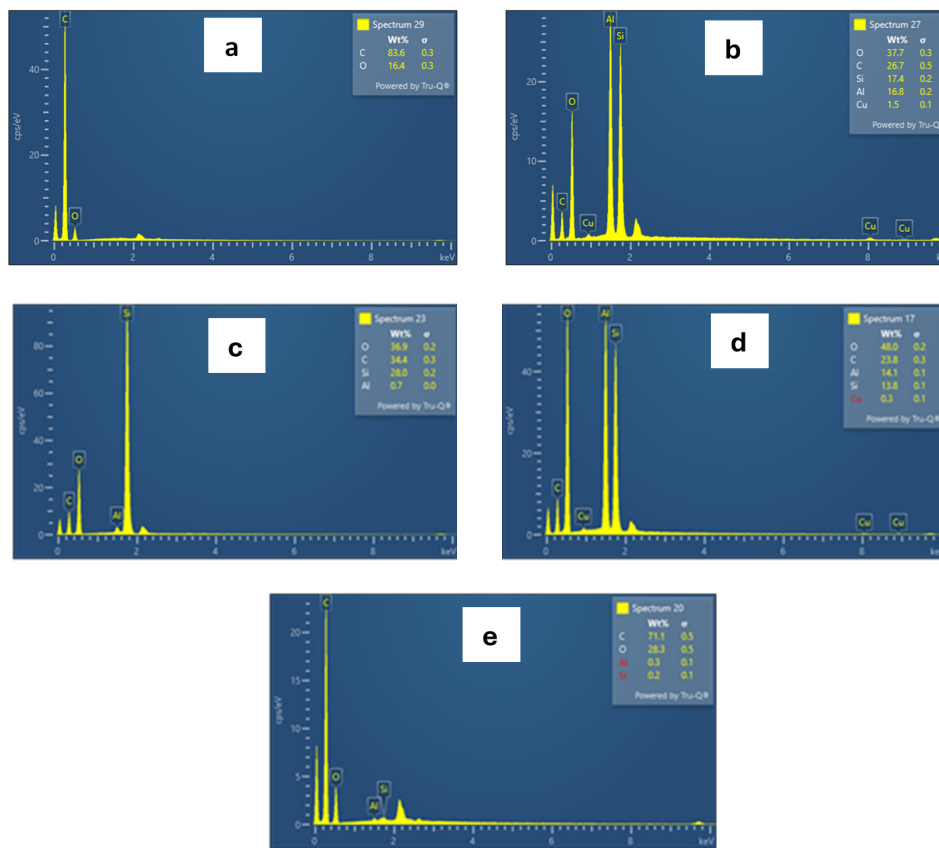 a
Spectrum 29
Wt% σ
C 83.6 0.3
O 16.4 0.3
Powered by Tru-Q®
C
O
cps/eV
40
20
0
0 2 4 6 8 keV
b
Spectrum 27
Wt% σ
O 37.7 0.3
C 26.7 0.5
Si 17.4 0.2
Al 16.8 0.2
Cu 1.5 0.1
Powered by Tru-Q®
Al
Si
O
C
Cu
Cu
Cu
cps/eV
20
10
0
0 2 4 6 8 ke
c
Spectrum 23
Wt% σ
O 36.9 0.2
C 34.4 0.3
Si 28.0 0.2
Al 0.7 0.0
Powered by Tru-Q®
Si
O
C
Al
cps/eV
80
60
40
20
0
0 2 4 6 8 keV
d
Spectrum 17
Wt% σ
O 48.0 0.2
C 23.8 0.3
Al 14.1 0.1
Si 13.8 0.1
Cu 0.3 0.1
Powered by Tru-Q®
O
Al
Si
C
Cu
Cu
Cu
cps/eV
40
20
0
0 2 4 6 8 ke
e
Spectrum 20
Wt% σ
C 71.1 0.5
O 28.3 0.5
Al 0.3 0.1
Si 0.2 0.1
Powered by Tru-Q®
C
O
Al
Si
cps/eV
20
15
10
5
0
0 2 4 6 8 keV